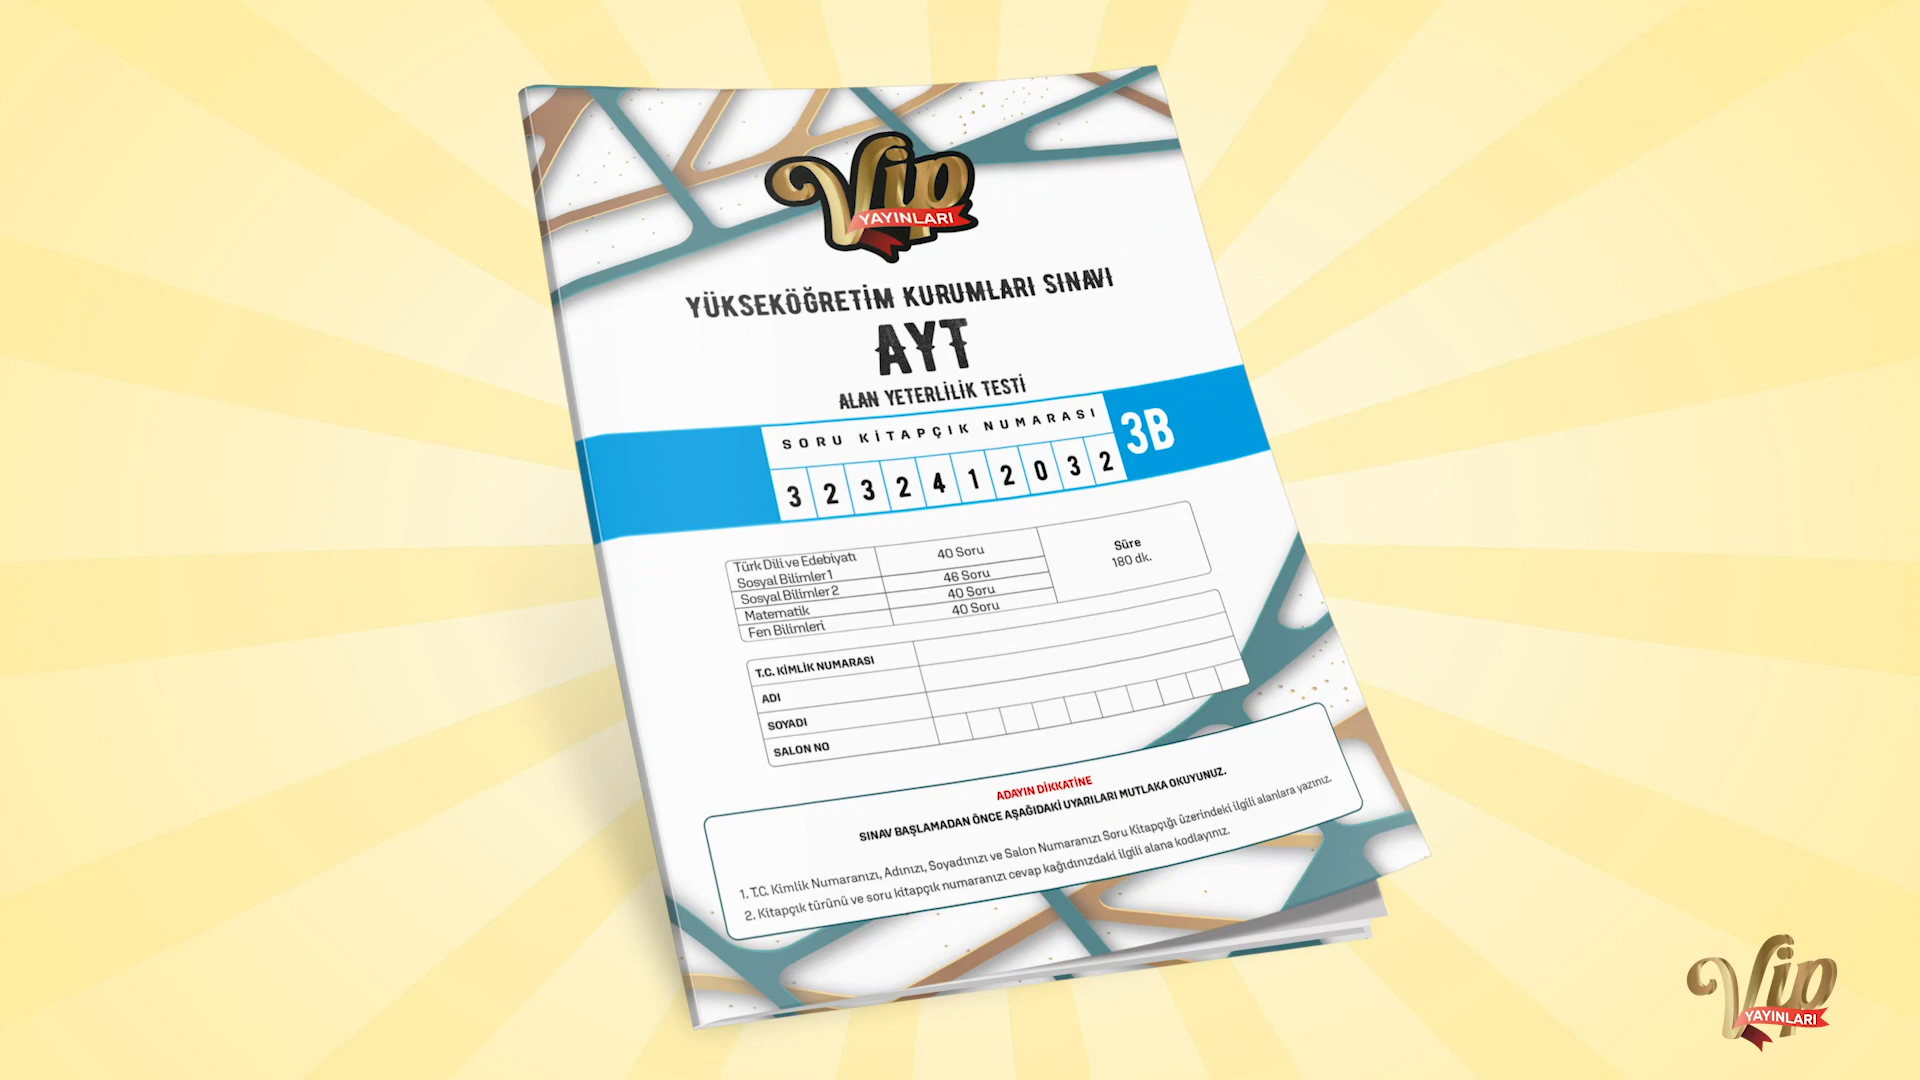 Vip
YAYINLARI
YÜKSEKÖĞRETİM KURUMLARI SINAVI
AYT
ALAN YETERLİLİK TESTİ
SORU KİTAPÇIK NUMARASI
3B
3 2 3 2 4 1 2 0 3 2
Türk Dili ve Edebiyatı
Sosyal Bilimler 1
Sosyal Bilimler 2
Matematik
Fen Bilimleri
40 Soru
46 Soru
40 Soru
40 Soru
Süre
180 dk.
T.C. KİMLİK NUMARASI
ADI
SOYADI
SALON NO
ADAYIN DİKKATİNE
SINAV BAŞLAMADAN ÖNCE AŞAĞIDAKİ UYARILARI MUTLAKA OKUYUNUZ.
1. T.C. Kimlik Numaranızı, Adınızı, Soyadınızı ve Salon Numaranızı Soru Kitapçığı üzerindeki ilgili alanlara yazınız.
2. Kitapçık türünü ve soru kitapçık numaranızı cevap kağıdınızdaki ilgili alana kodlayınız.
Vip
YAYINLARI